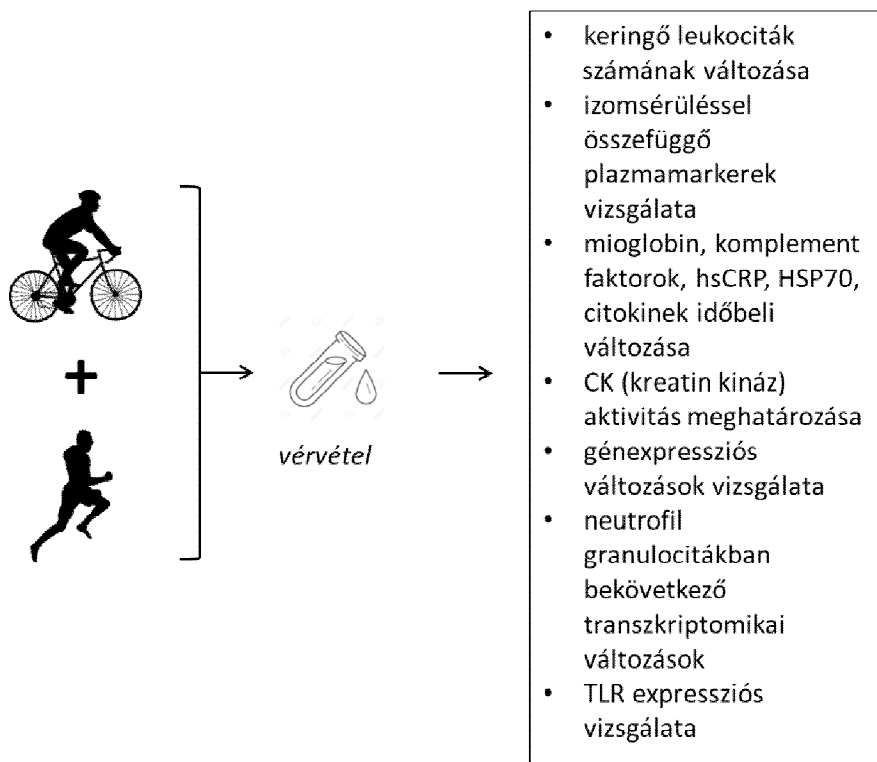 vérvétel
• keringő leukociták
számának változása
• izomsérüléssel
összefüggő
plazmamarkerek
vizsgálata
• mioglobin, komplement
faktorok, hsCRP, HSP70,
citokinek időbeli
változása
• CK (kreatin kináz)
aktivitás meghatározása
• génexpressziós
változások vizsgálata
• neutrofil
granulocitákban
bekövetkező
transzkriptomikai
változások
• TLR expressziós
vizsgálata